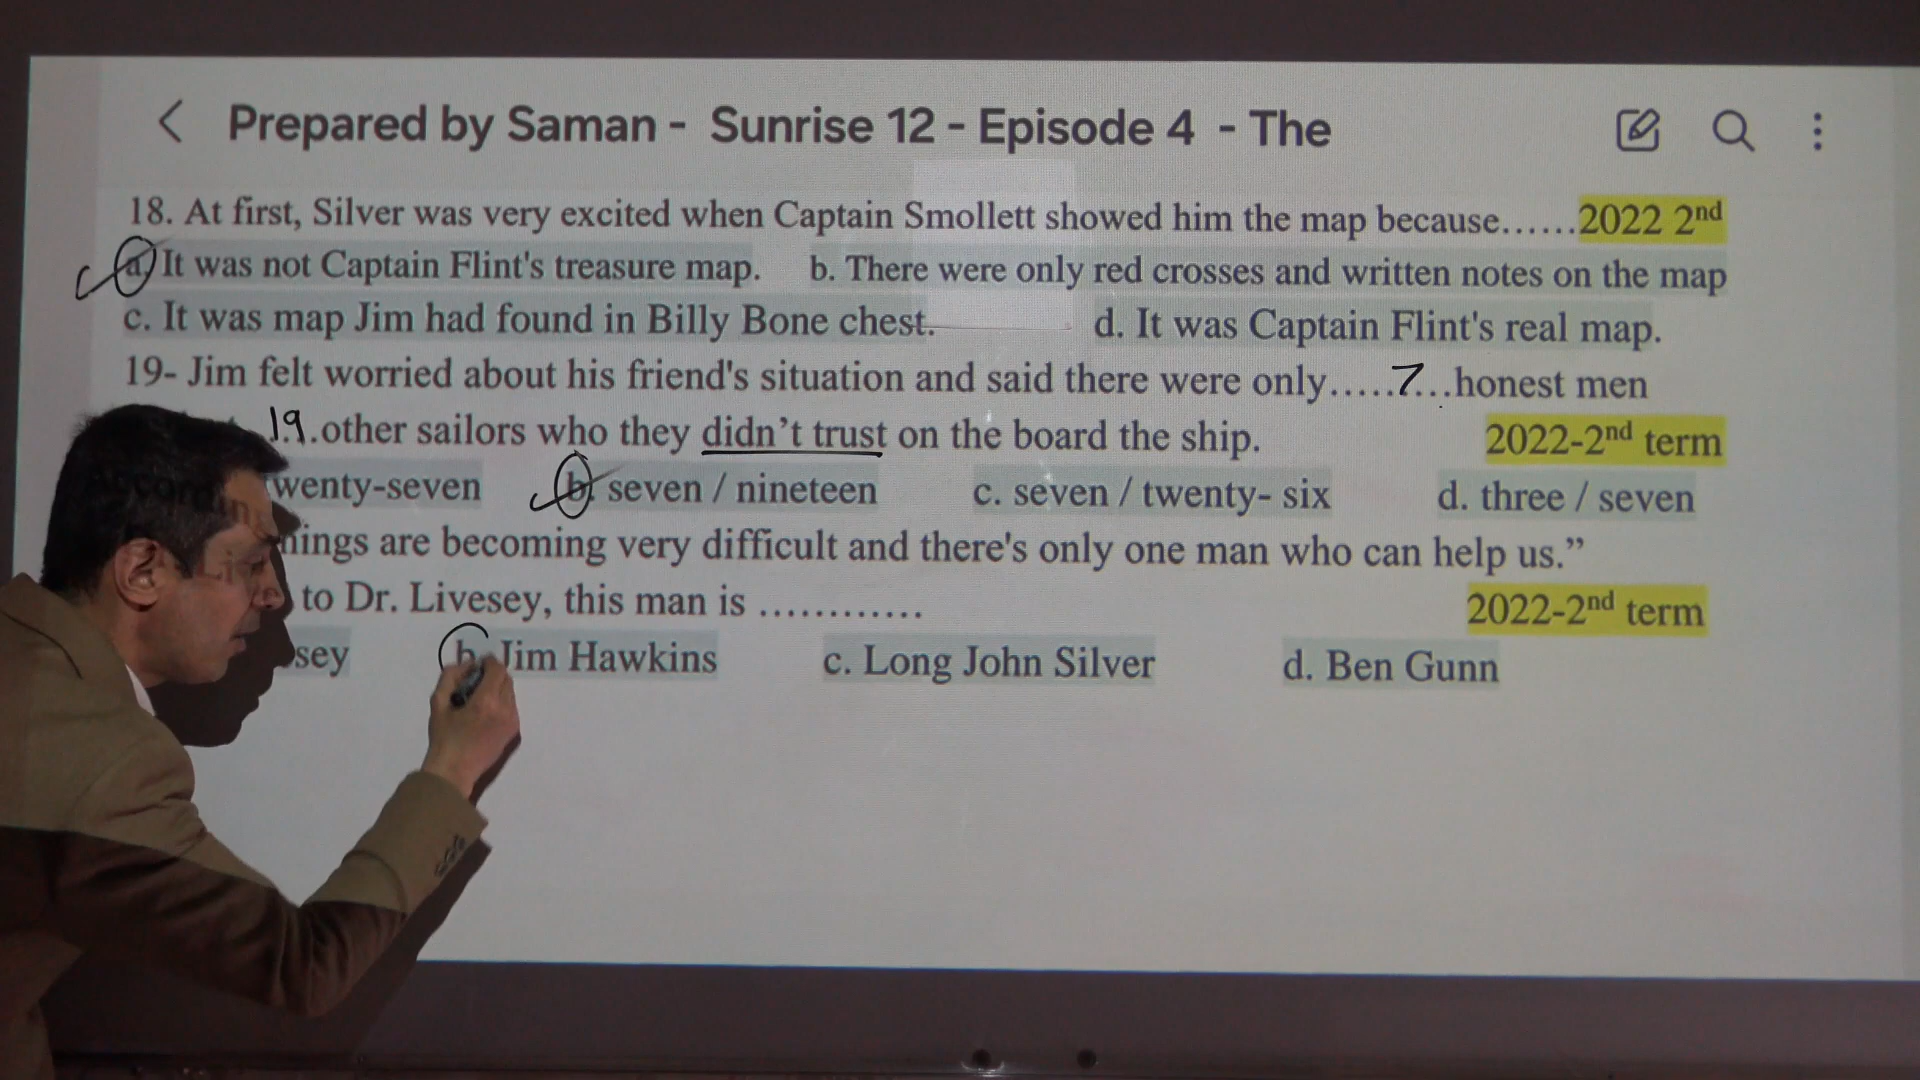 Prepared by Saman - Sunrise 12 - Episode 4 - The
18. At first, Silver was very excited when Captain Smollett showed him the map because......2022 2nd
a. It was not Captain Flint's treasure map. b. There were only red crosses and written notes on the map
c. It was map Jim had found in Billy Bone chest. d. It was Captain Flint's real map.
19- Jim felt worried about his friend's situation and said there were only.....7...honest men
19.other sailors who they didn't trust on the board the ship. 2022-2nd term
wenty-seven b. seven / nineteen c. seven / twenty- six d. three / seven
hings are becoming very difficult and there's only one man who can help us.”
to Dr. Livesey, this man is ............ 2022-2nd term
sey b. Jim Hawkins c. Long John Silver d. Ben Gunn